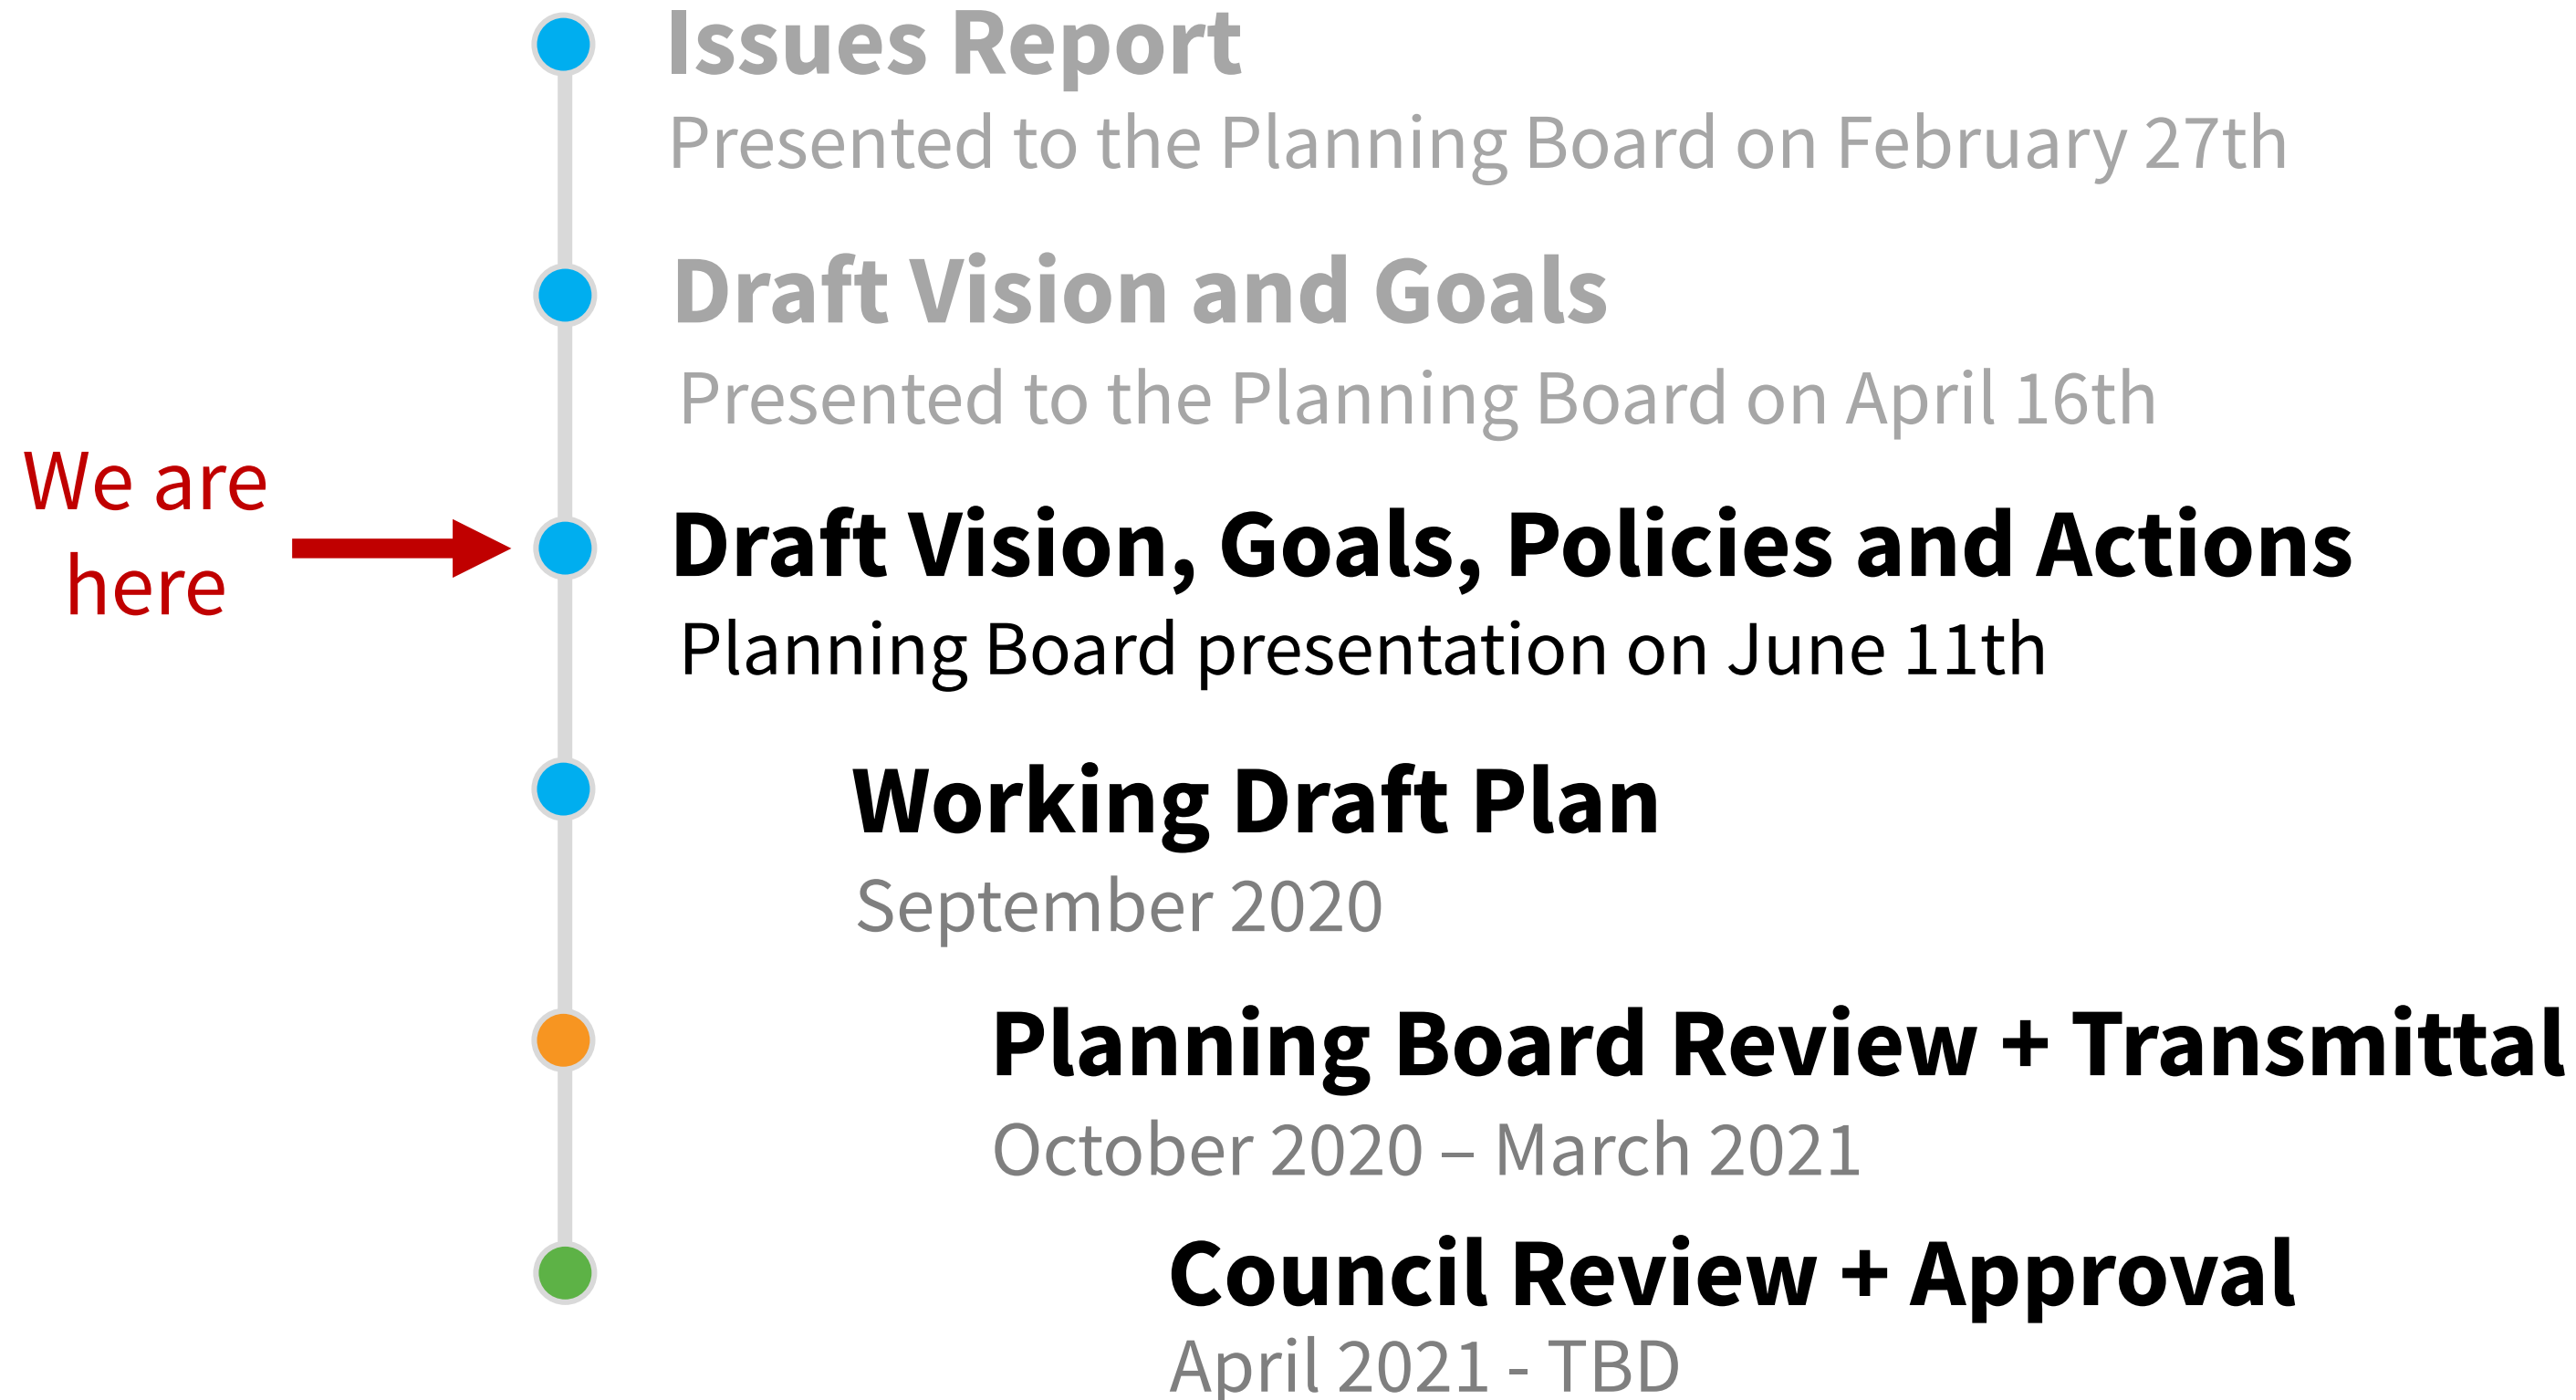 Issues Report
Presented to the Planning Board on February 27th
Draft Vision and Goals
Presented to the Planning Board on April 16th
We are
here
Draft Vision, Goals, Policies and Actions
Planning Board presentation on June 11th
Working Draft Plan
September 2020
Planning Board Review + Transmittal
October 2020 – March 2021
Council Review + Approval
April 2021 - TBD